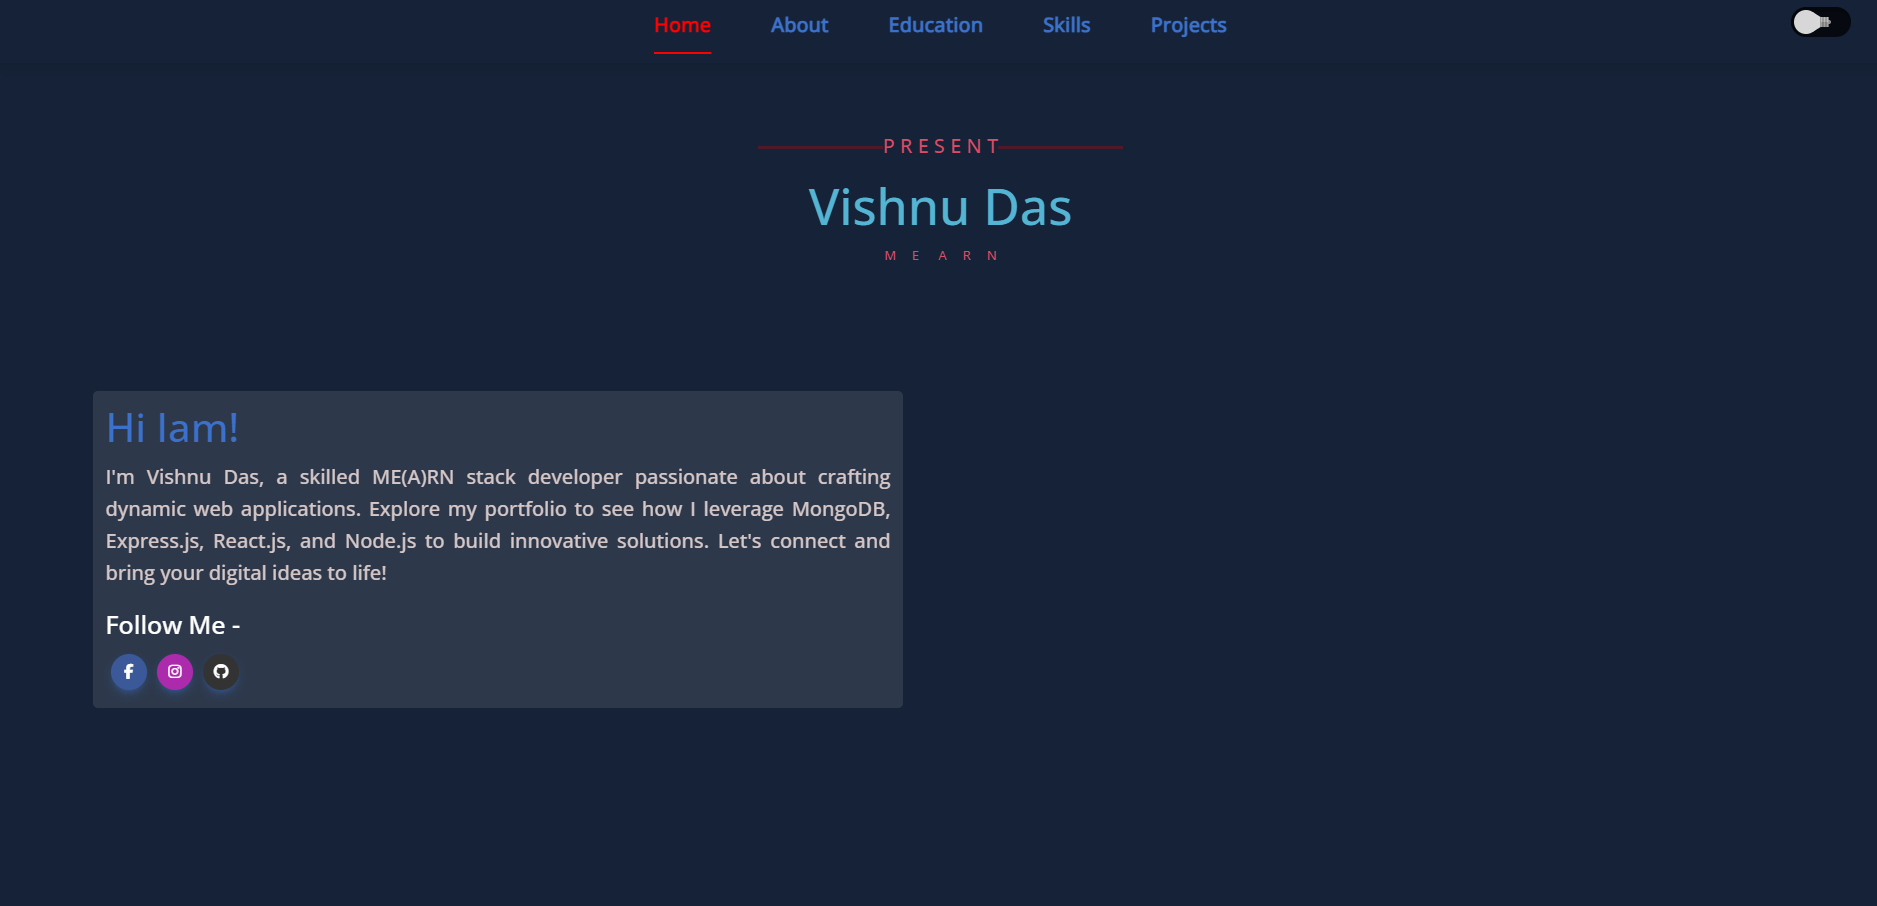 Home About Education Skills Projects
PRESENT
Vishnu Das
MEARN
Hi Iam!
I'm Vishnu Das, a skilled ME(A)RN stack developer passionate about crafting
dynamic web applications. Explore my portfolio to see how I leverage MongoDB,
Express.js, React.js, and Node.js to build innovative solutions. Let's connect and
bring your digital ideas to life!
Follow Me -